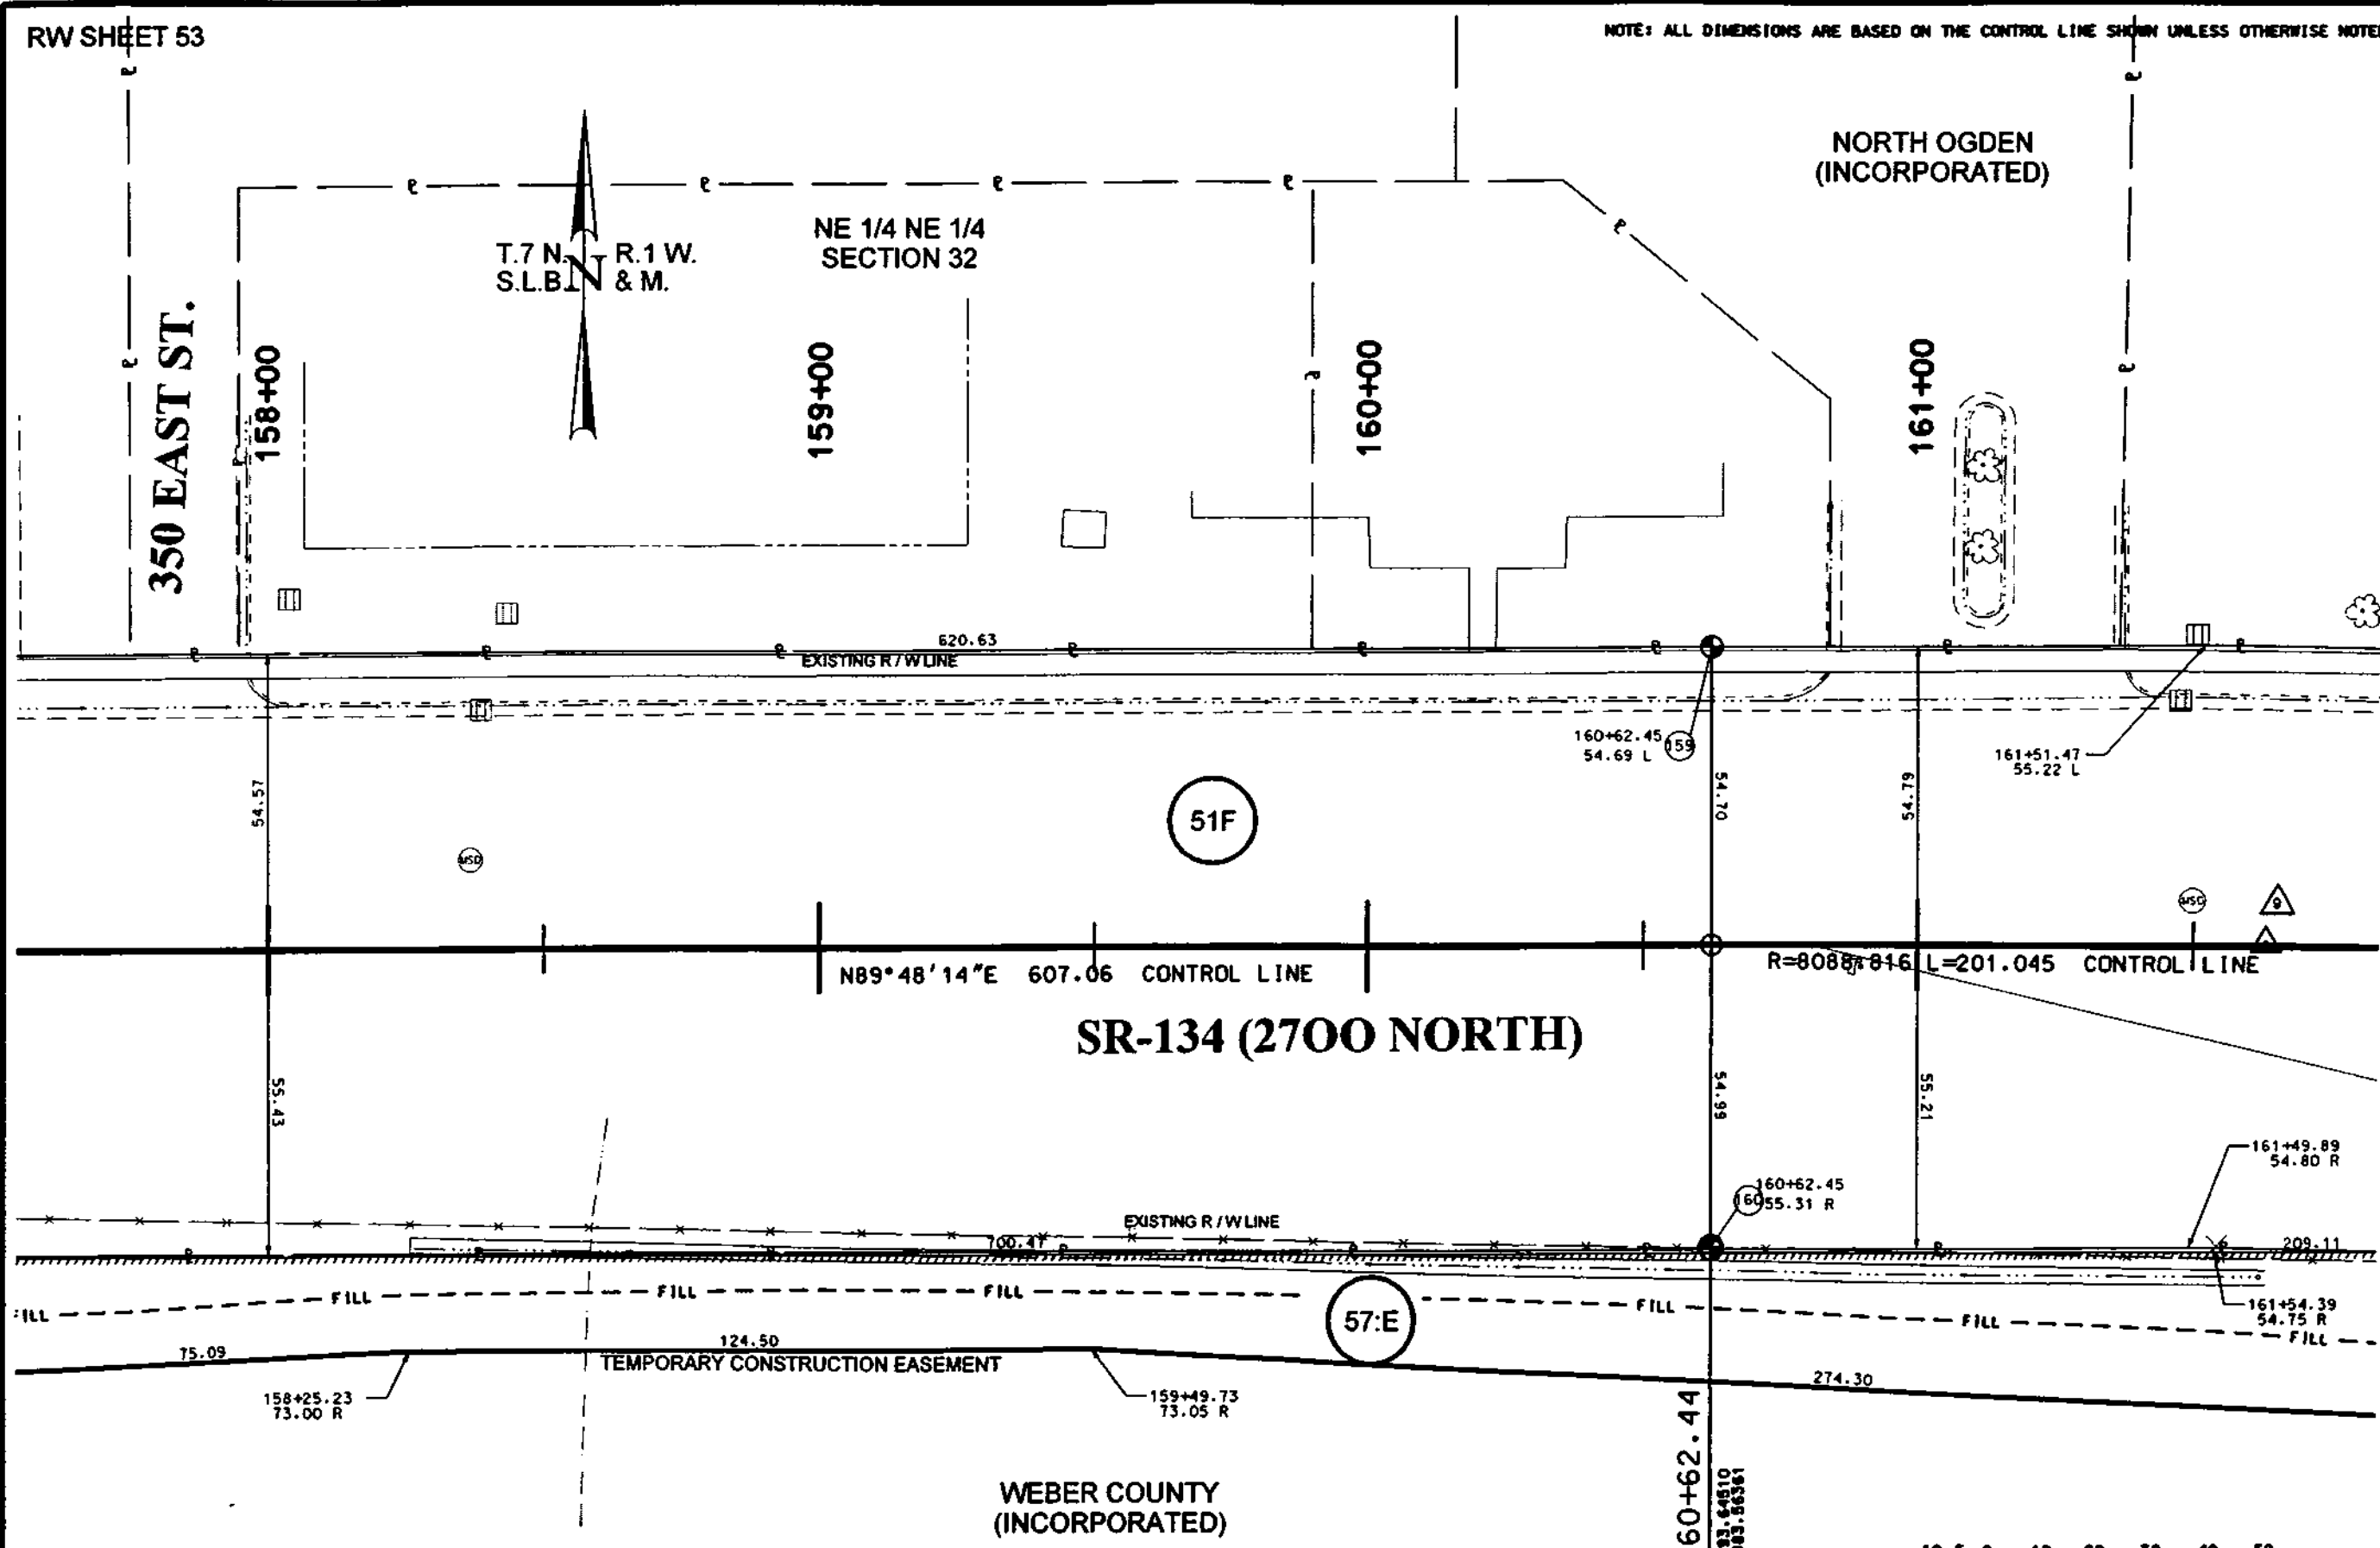 RW SHEET 53
NOTE: ALL DIMENSIONS ARE BASED ON THE CONTROL LINE SHOWN UNLESS OTHERWISE NOTED
NORTH OGDEN
(INCORPORATED)
NE 1/4 NE 1/4
SECTION 32
T.7 N. R.1 W.
S.L.B. & M.
N
350 EAST ST.
158+00
159+00
160+00
161+00
620.63
EXISTING R/W LINE
160+62.45
54.69 L
159
161+51.47
55.22 L
54.57
54.70
54.79
51F
MSD
MSD
9
N89°48'14"E 607.06 CONTROL LINE
L=201.045 CONTROL LINE
SR-134 (27OO NORTH)
55.43
54.99
55.21
161+49.89
54.80 R
160+62.45
55.31 R
160
EXISTING R/W LINE
700.47
209.11
FILL FILL FILL FILL FILL FILL FILL
161+54.39
54.75 R
57:E
75.09
124.50
TEMPORARY CONSTRUCTION EASEMENT
274.30
158+25.23
73.00 R
159+49.73
73.05 R
60+62.44
93.64510
WEBER COUNTY
(INCORPORATED)